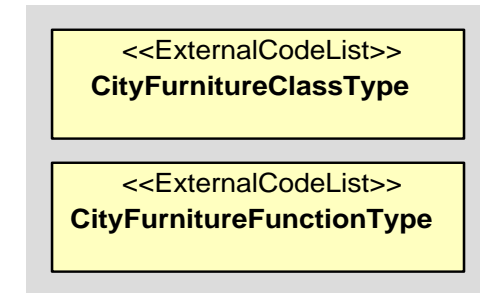 <<ExternalCodeList>>
CityFurnitureClassType
<<ExternalCodeList>>
CityFurnitureFunctionType